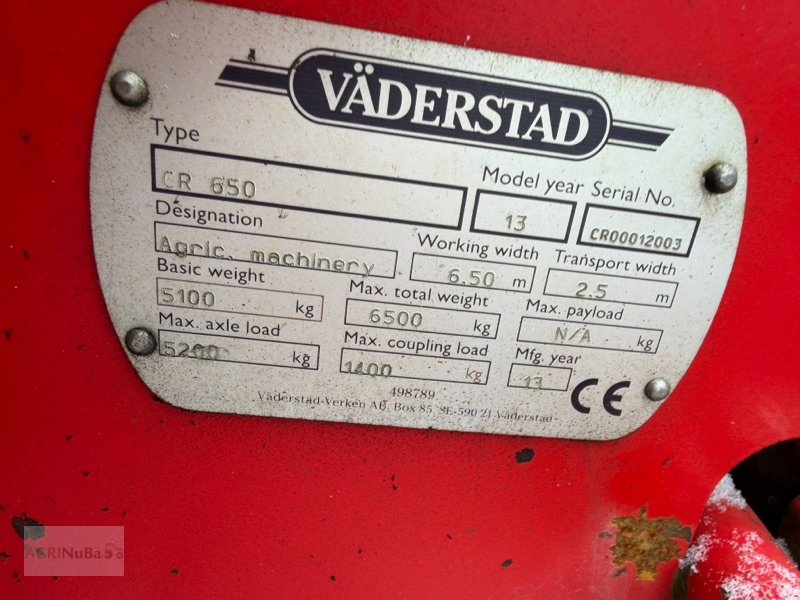 VÄDERSTAD
Type
CR 650
Model year
13
Serial No.
CR00012003
Designation
Agric. machinery
Working width
6.50 m
Transport width
2.5 m
Basic weight
5100 kg
Max. total weight
6500 kg
Max. payload
N/A kg
Max. axle load
5200 kg
Max. coupling load
1400 kg
Mfg. year
13
CE
498789
Väderstad-Verken AB, Box 85, SE-590 21 Väderstad